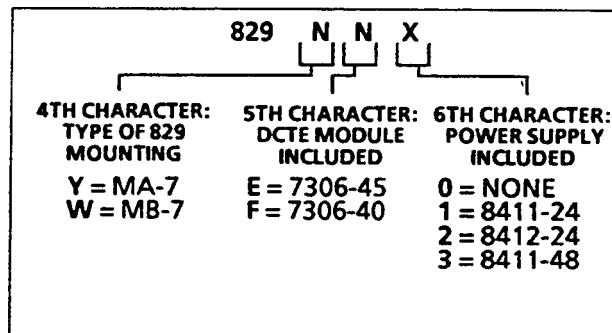 829 N N X
4TH CHARACTER:
TYPE OF 829
MOUNTING
Y = MA-7
W = MB-7
5TH CHARACTER:
DCTE MODULE
INCLUDED
E = 7306-45
F = 7306-40
6TH CHARACTER:
POWER SUPPLY
INCLUDED
0 = NONE
1 = 8411-24
2 = 8412-24
3 = 8411-48